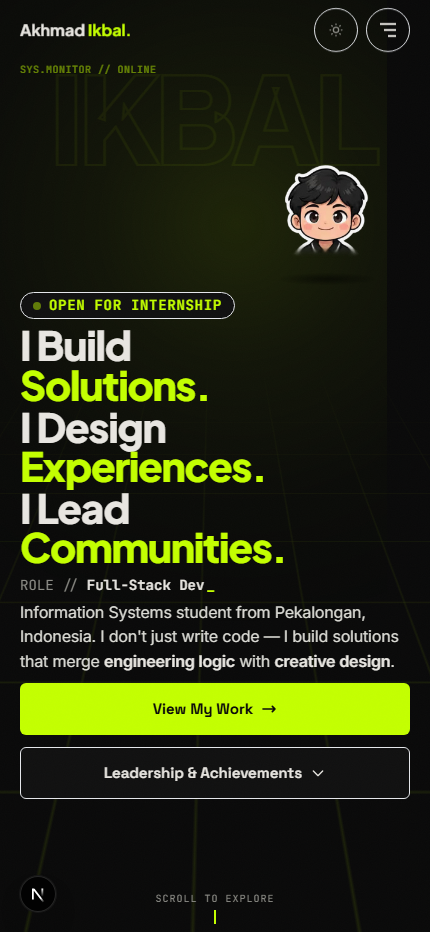 Akhmad Ikbal.
SYS.MONITOR // ONLINE
IKBAL
OPEN FOR INTERNSHIP
I Build
Solutions.
I Design
Experiences.
I Lead
Communities.
ROLE // Full-Stack Dev_
Information Systems student from Pekalongan,
Indonesia. I don't just write code — I build solutions
that merge engineering logic with creative design.
View My Work →
Leadership & Achievements
N
SCROLL TO EXPLORE